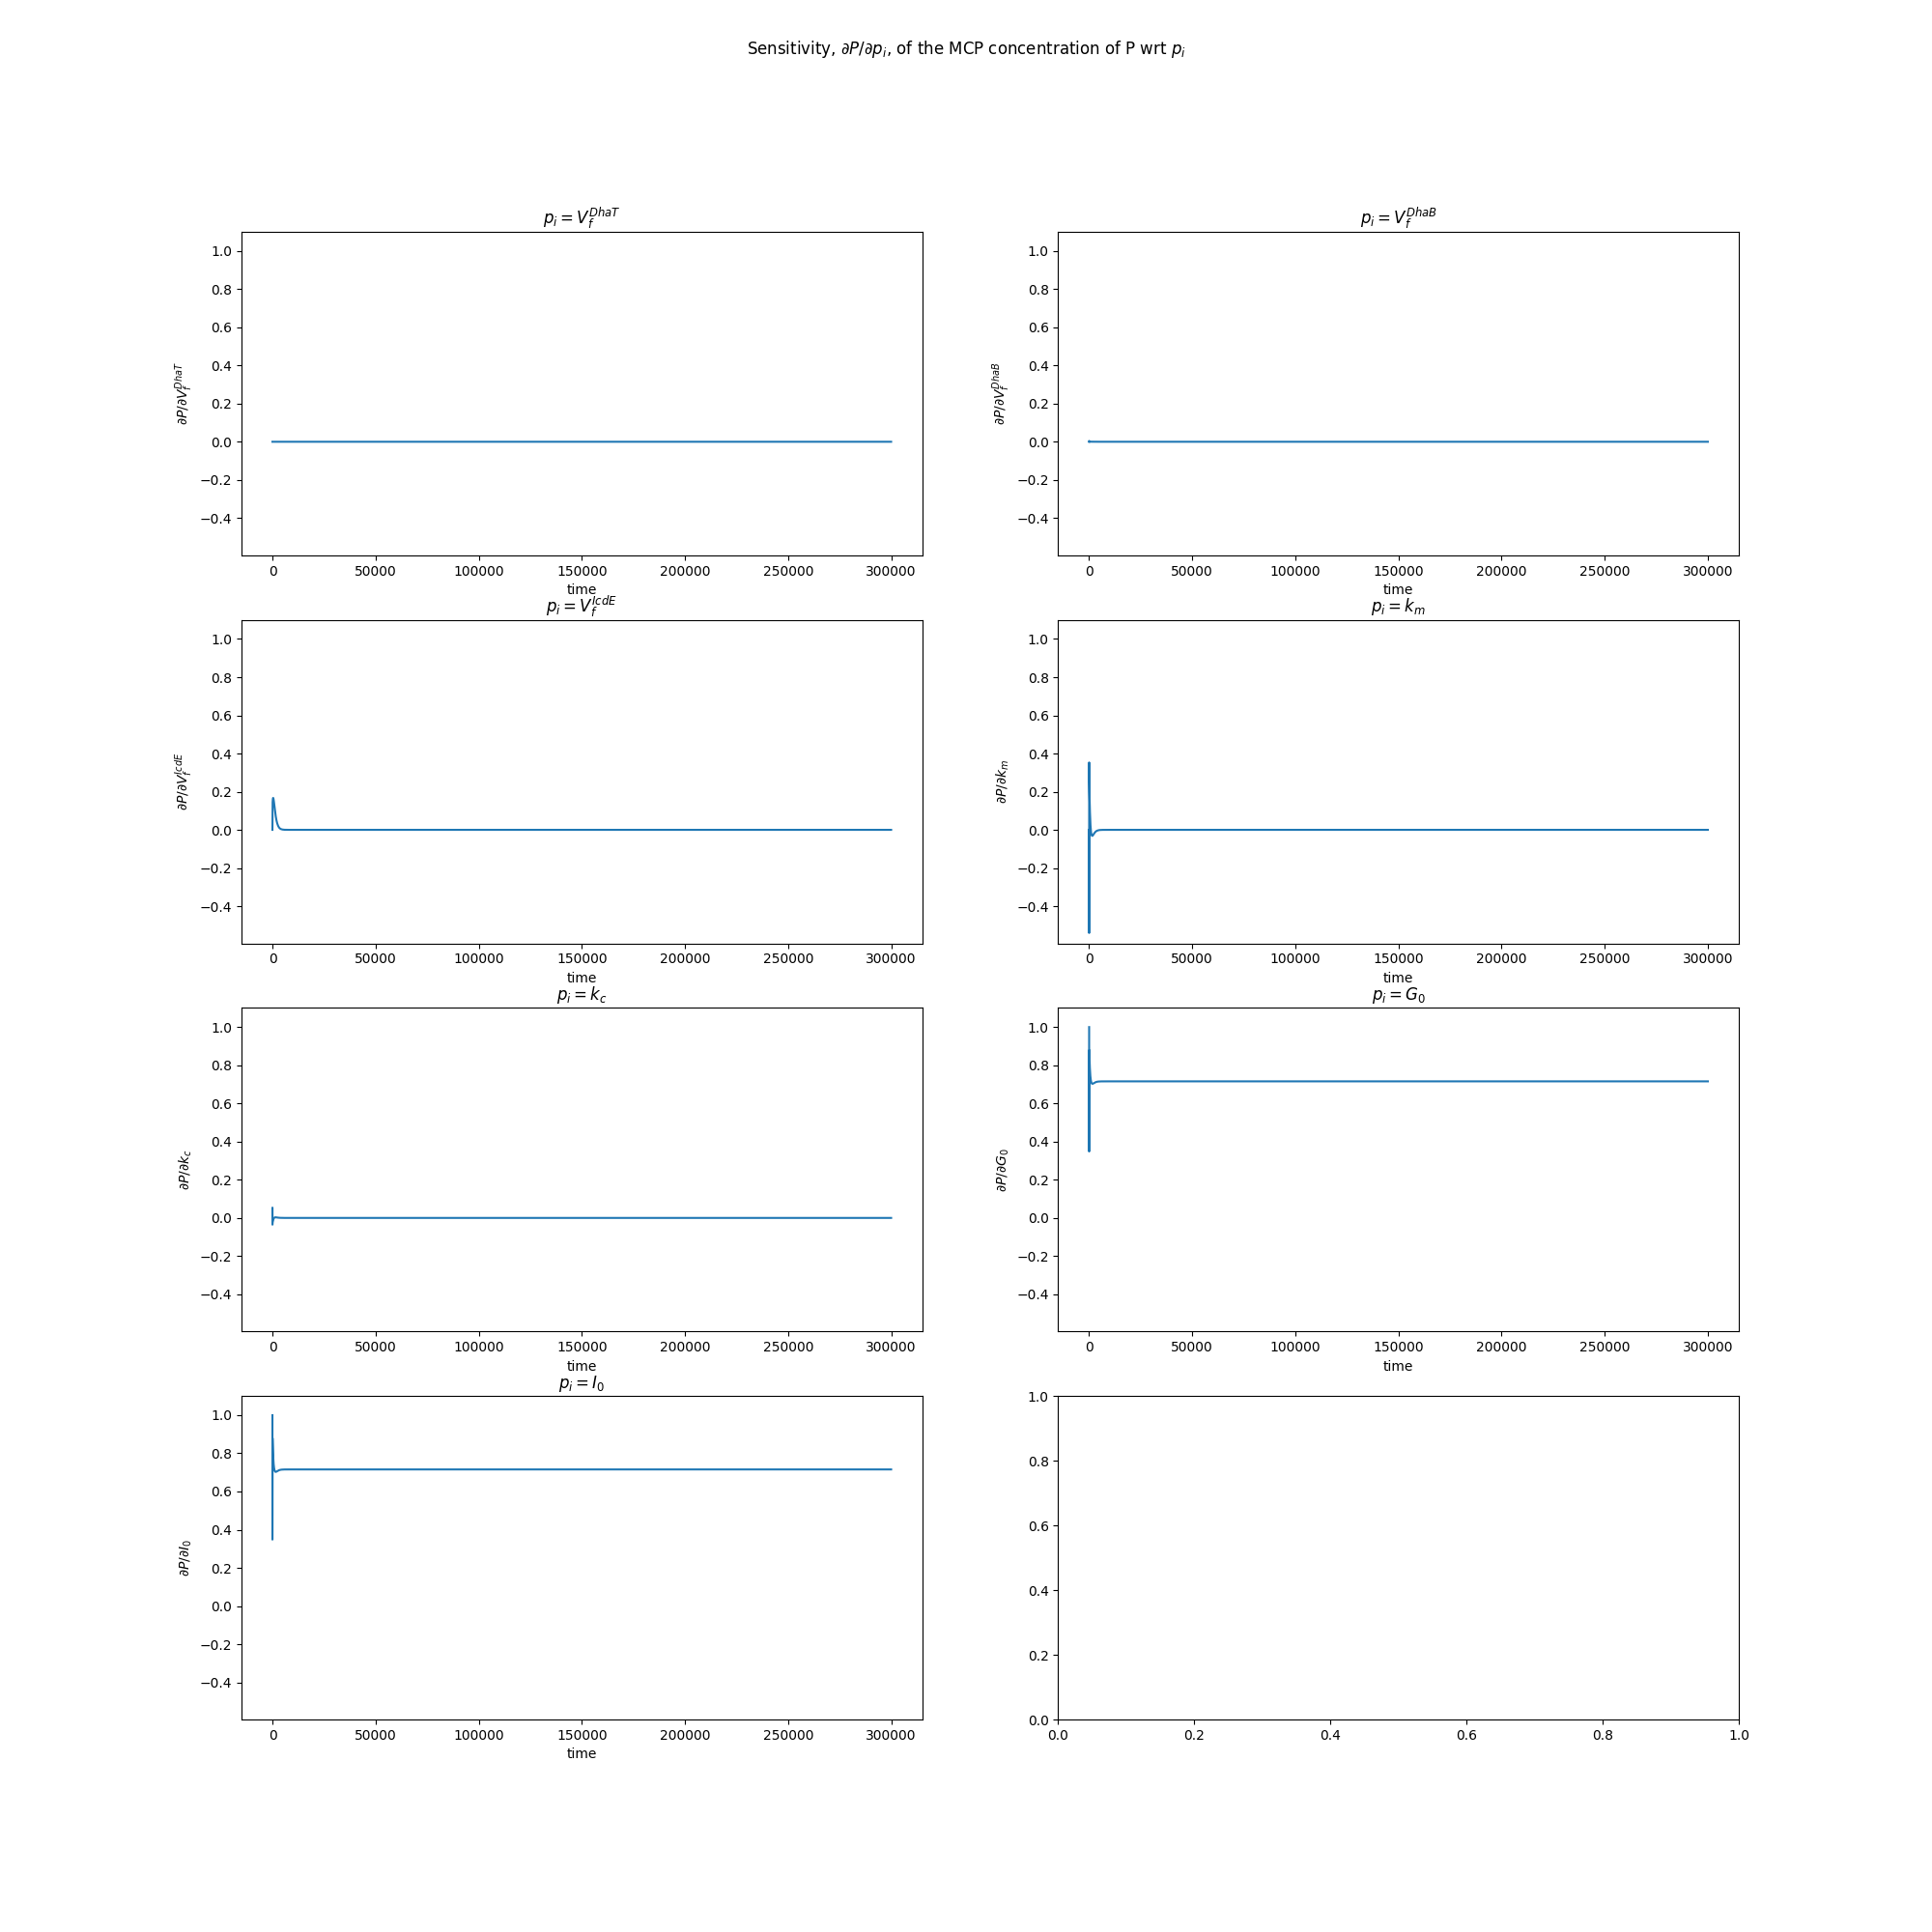 Sensitivity, ∂P/∂p_i, of the MCP concentration of P wrt p_i
p_i = V_f^{DhaT}
∂P/∂V_f^{DhaT}
1.0
0.8
0.6
0.4
0.2
0.0
−0.2
−0.4
0 50000 100000 150000 200000 250000 300000
time
p_i = V_f^{DhaB}
∂P/∂V_f^{DhaB}
1.0
0.8
0.6
0.4
0.2
0.0
−0.2
−0.4
0 50000 100000 150000 200000 250000 300000
time
p_i = V_f^{IcdE}
∂P/∂V_f^{IcdE}
1.0
0.8
0.6
0.4
0.2
0.0
−0.2
−0.4
0 50000 100000 150000 200000 250000 300000
time
p_i = k_m
∂P/∂k_m
1.0
0.8
0.6
0.4
0.2
0.0
−0.2
−0.4
0 50000 100000 150000 200000 250000 300000
time
p_i = k_c
∂P/∂k_c
1.0
0.8
0.6
0.4
0.2
0.0
−0.2
−0.4
0 50000 100000 150000 200000 250000 300000
time
p_i = G_0
∂P/∂G_0
1.0
0.8
0.6
0.4
0.2
0.0
−0.2
−0.4
0 50000 100000 150000 200000 250000 300000
time
p_i = I_0
∂P/∂I_0
1.0
0.8
0.6
0.4
0.2
0.0
−0.2
−0.4
0 50000 100000 150000 200000 250000 300000
time
1.0
0.8
0.6
0.4
0.2
0.0
0.0 0.2 0.4 0.6 0.8 1.0